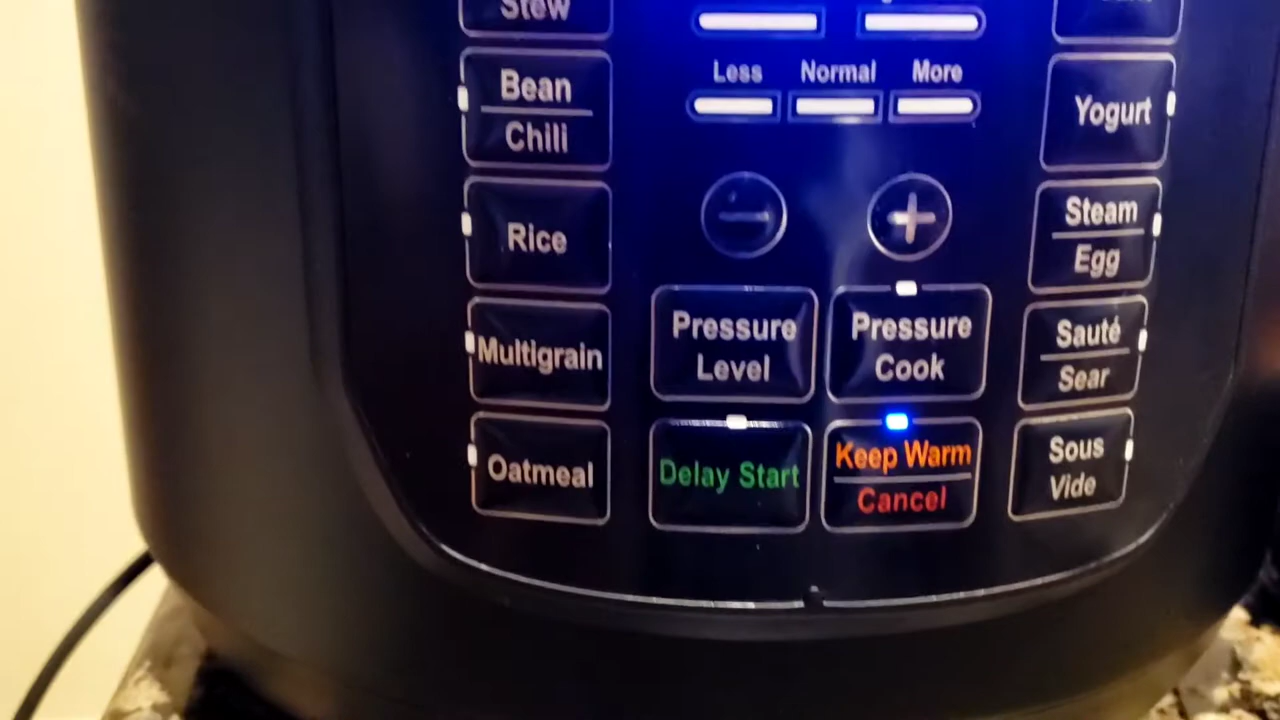 Stew
Bean
Chili
Rice
Multigrain
Oatmeal
Less Normal More
Pressure
Level
Pressure
Cook
Delay Start
Keep Warm
Cancel
Yogurt
Steam
Egg
Sauté
Sear
Sous
Vide